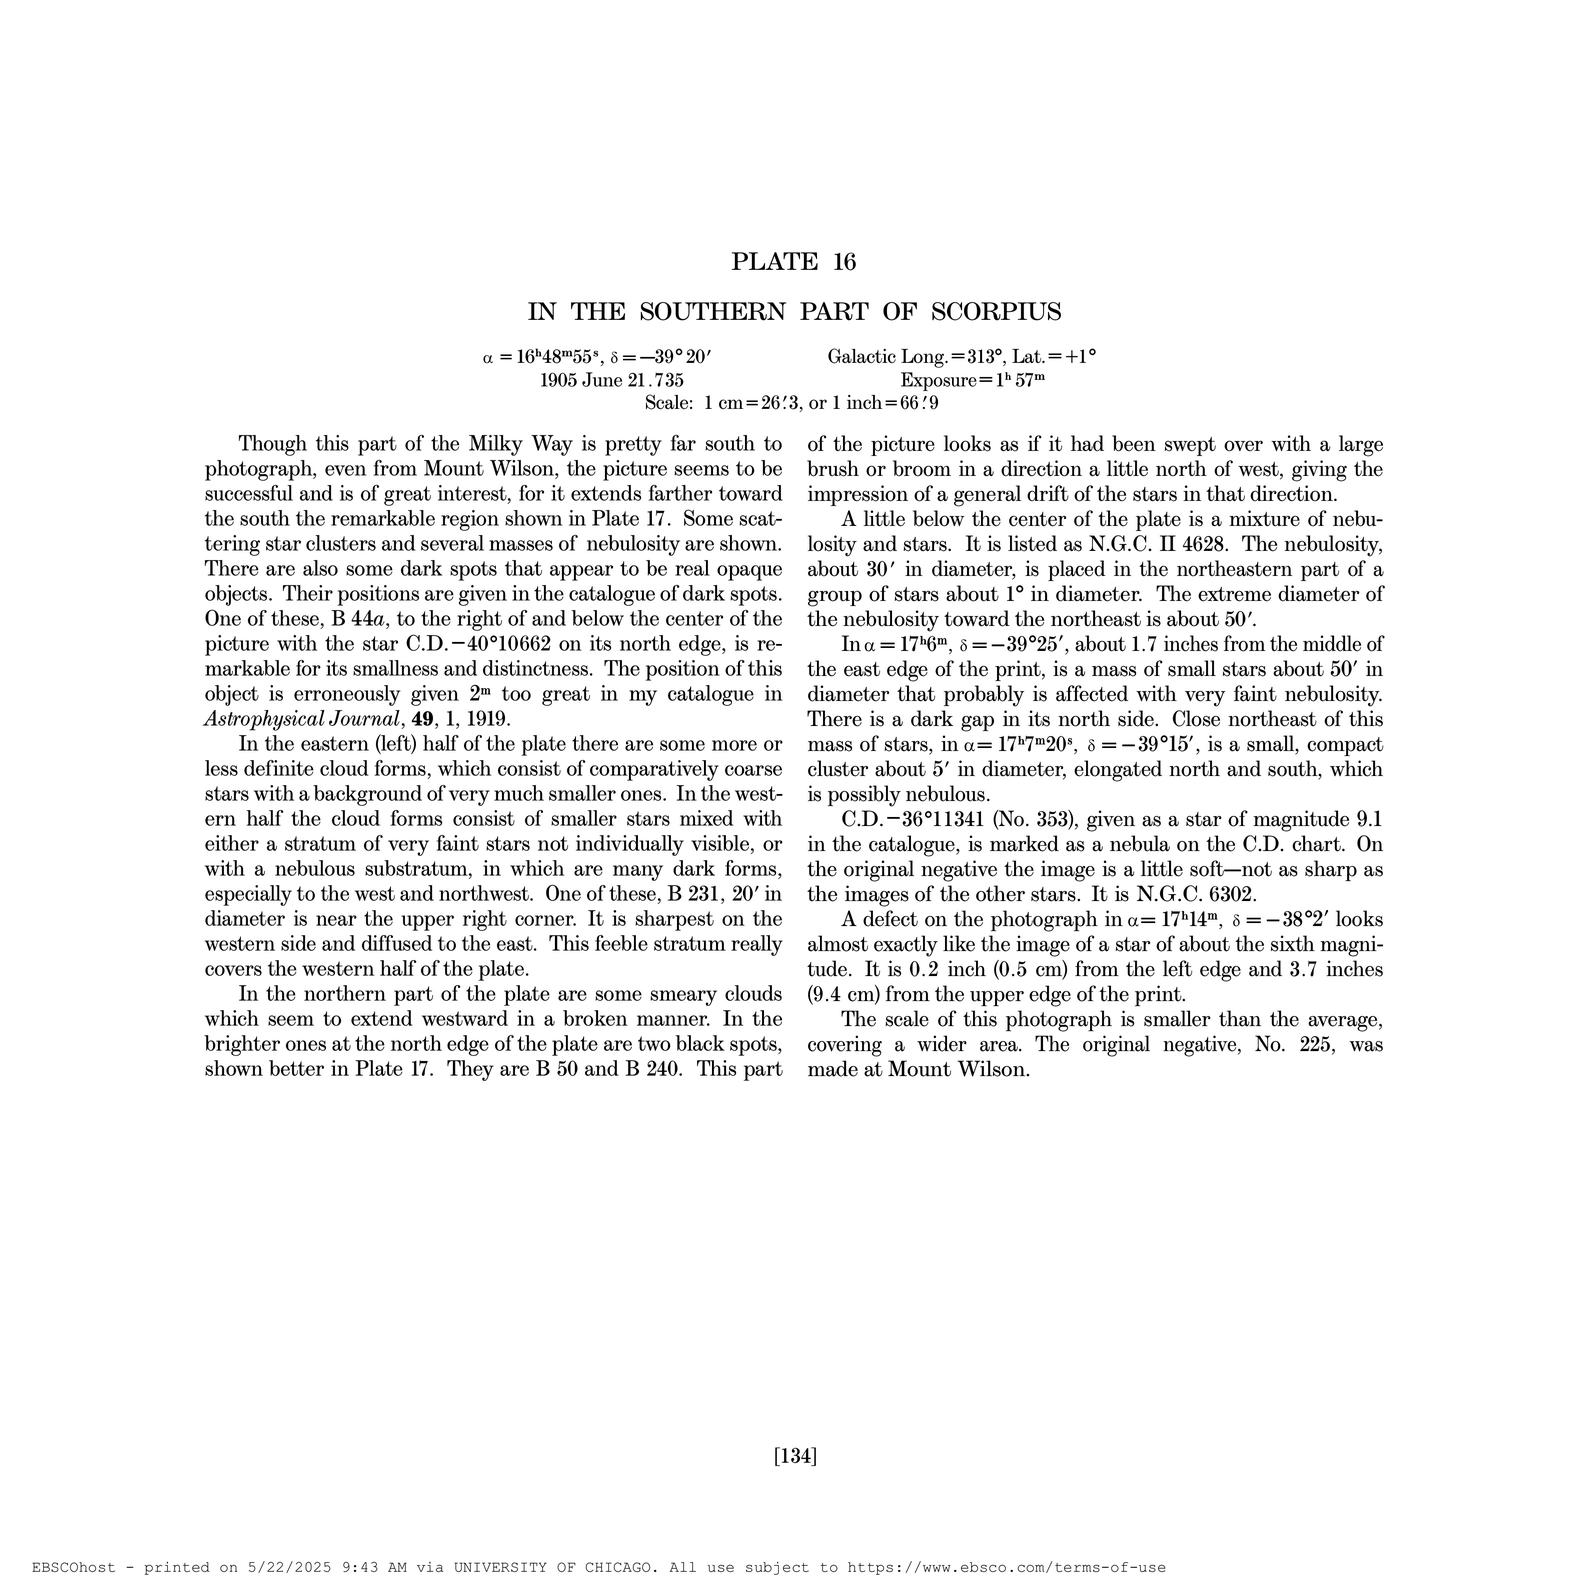 PLATE 16
IN THE SOUTHERN PART OF SCORPIUS
α = 16ʰ48ᵐ55ˢ, δ = −39° 20′
Galactic Long. = 313°, Lat. = +1°
1905 June 21.735
Exposure = 1ʰ 57ᵐ
Scale: 1 cm = 26′.3, or 1 inch = 66′.9
Though this part of the Milky Way is pretty far south to
photograph, even from Mount Wilson, the picture seems to be
successful and is of great interest, for it extends farther toward
the south the remarkable region shown in Plate 17. Some scat-
tering star clusters and several masses of nebulosity are shown.
There are also some dark spots that appear to be real opaque
objects. Their positions are given in the catalogue of dark spots.
One of these, B 44a, to the right of and below the center of the
picture with the star C.D.−40°10662 on its north edge, is re-
markable for its smallness and distinctness. The position of this
object is erroneously given 2ᵐ too great in my catalogue in
Astrophysical Journal, 49, 1, 1919.
In the eastern (left) half of the plate there are some more or
less definite cloud forms, which consist of comparatively coarse
stars with a background of very much smaller ones. In the west-
ern half the cloud forms consist of smaller stars mixed with
either a stratum of very faint stars not individually visible, or
with a nebulous substratum, in which are many dark forms,
especially to the west and northwest. One of these, B 231, 20′ in
diameter is near the upper right corner. It is sharpest on the
western side and diffused to the east. This feeble stratum really
covers the western half of the plate.
In the northern part of the plate are some smeary clouds
which seem to extend westward in a broken manner. In the
brighter ones at the north edge of the plate are two black spots,
shown better in Plate 17. They are B 50 and B 240. This part
of the picture looks as if it had been swept over with a large
brush or broom in a direction a little north of west, giving the
impression of a general drift of the stars in that direction.
A little below the center of the plate is a mixture of nebu-
losity and stars. It is listed as N.G.C. II 4628. The nebulosity,
about 30′ in diameter, is placed in the northeastern part of a
group of stars about 1° in diameter. The extreme diameter of
the nebulosity toward the northeast is about 50′.
In α = 17ʰ6ᵐ, δ = −39°25′, about 1.7 inches from the middle of
the east edge of the print, is a mass of small stars about 50′ in
diameter that probably is affected with very faint nebulosity.
There is a dark gap in its north side. Close northeast of this
mass of stars, in α = 17ʰ7ᵐ20ˢ, δ = −39°15′, is a small, compact
cluster about 5′ in diameter, elongated north and south, which
is possibly nebulous.
C.D.−36°11341 (No. 353), given as a star of magnitude 9.1
in the catalogue, is marked as a nebula on the C.D. chart. On
the original negative the image is a little soft—not as sharp as
the images of the other stars. It is N.G.C. 6302.
A defect on the photograph in α = 17ʰ14ᵐ, δ = −38°2′ looks
almost exactly like the image of a star of about the sixth magni-
tude. It is 0.2 inch (0.5 cm) from the left edge and 3.7 inches
(9.4 cm) from the upper edge of the print.
The scale of this photograph is smaller than the average,
covering a wider area. The original negative, No. 225, was
made at Mount Wilson.
[134]
EBSCOhost - printed on 5/22/2025 9:43 AM via UNIVERSITY OF CHICAGO. All use subject to https://www.ebsco.com/terms-of-use